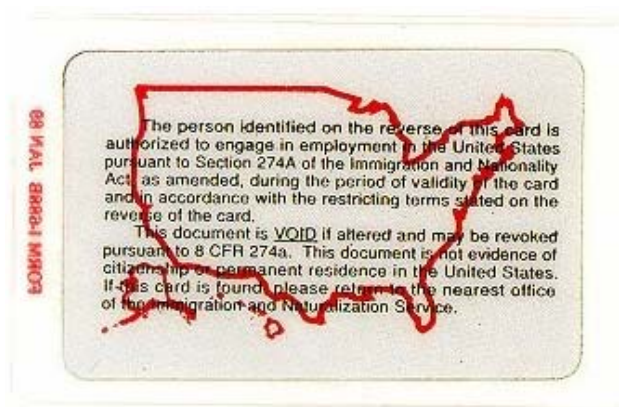 The person identified on the reverse of this card is
authorized to engage in employment in the United States
pursuant to Section 274A of the Immigration and Nationality
Act, as amended, during the period of validity of the card
and in accordance with the restricting terms stated on the
reverse of the card.
This document is VOID if altered and may be revoked
pursuant to 8 CFR 274a. This document is not evidence of
citizenship or permanent residence in the United States.
If this card is found, please return to the nearest office
of the Immigration and Naturalization Service.
FORM I-688B JAN 89